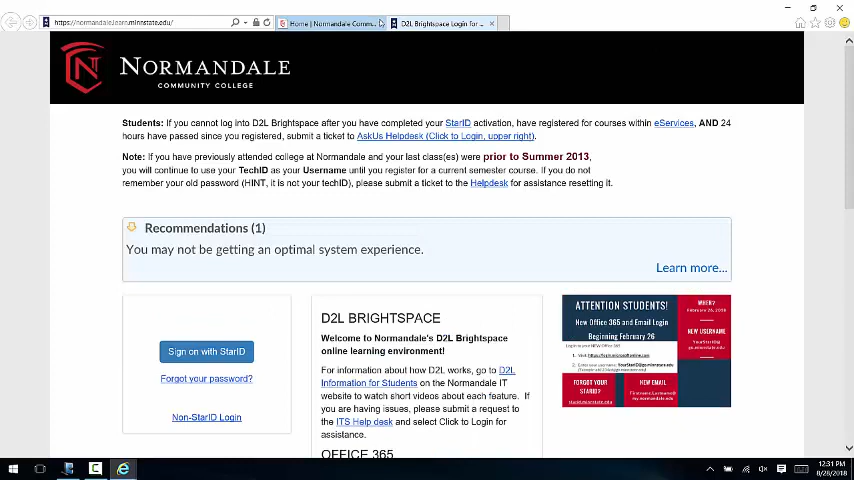 https://normandale.learn.minnstate.edu/
Home | Normandale Comm...
D2L Brightspace Login for ...
NORMANDALE
COMMUNITY COLLEGE
Students: If you cannot log into D2L Brightspace after you have completed your StarID activation, have registered for courses within eServices, AND 24
hours have passed since you registered, submit a ticket to AskUs Helpdesk (Click to Login, upper right).
Note: If you have previously attended college at Normandale and your last class(es) were prior to Summer 2013,
you will continue to use your TechID as your Username until you register for a current semester course. If you do not
remember your old password (HINT, it is not your techID), please submit a ticket to the Helpdesk for assistance resetting it.
Recommendations (1)
You may not be getting an optimal system experience.
Learn more...
Sign on with StarID
Forgot your password?
Non-StarID Login
D2L BRIGHTSPACE
Welcome to Normandale's D2L Brightspace
online learning environment!
For information about how D2L works, go to D2L
Information for Students on the Normandale IT
website to watch short videos about each feature. If
you are having issues, please submit a request to
the ITS Help desk and select Click to Login for
assistance.
OFFICE 365
ATTENTION STUDENTS!
New Office 365 and Email Login
Beginning February 26
WHEN?
February 26, 2018
NEW USERNAME
FORGOT YOUR
STARID?
NEW EMAIL
12:31 PM
8/28/2018